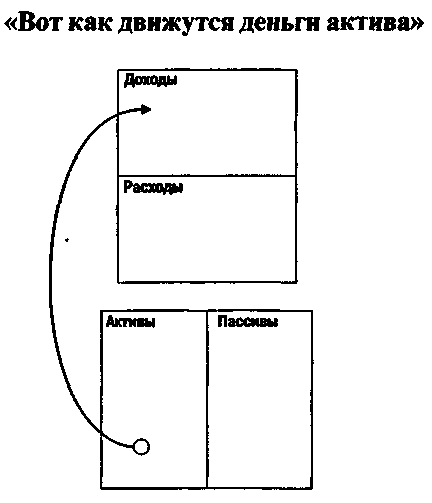 «Вот как движутся деньги актива»
Доходы
Расходы
Активы
Пассивы